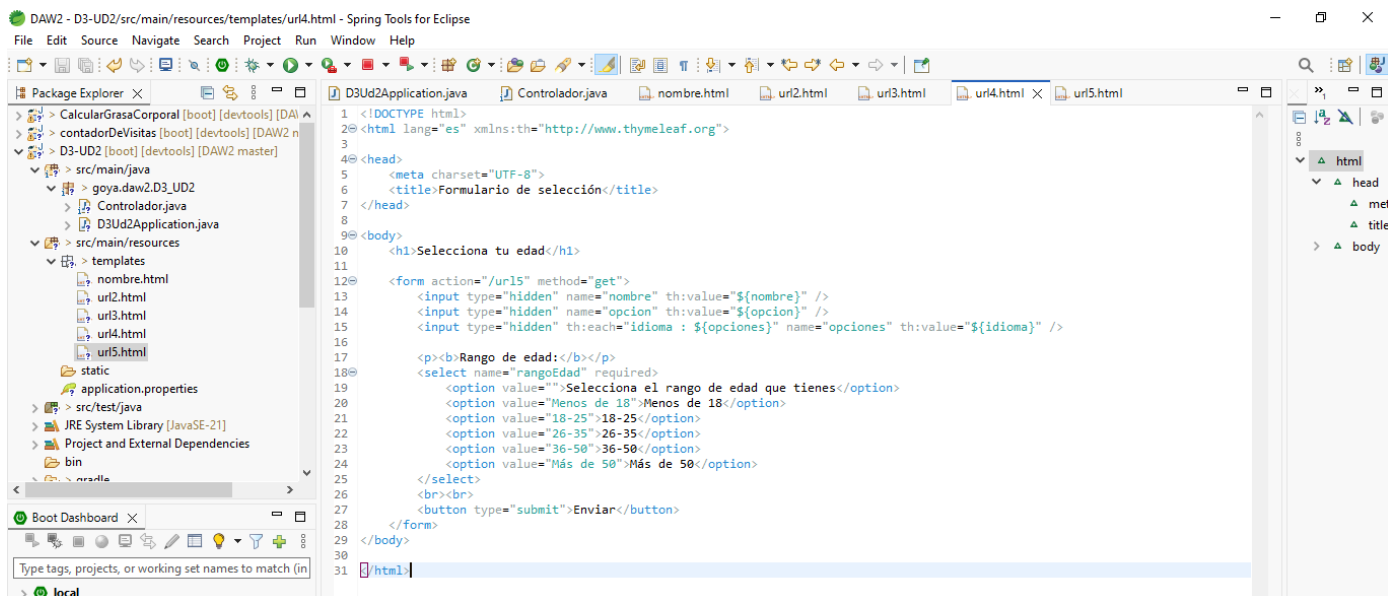 DAW2 - D3-UD2/src/main/resources/templates/url4.html - Spring Tools for Eclipse
File Edit Source Navigate Search Project Run Window Help
Package Explorer
D3Ud2Application.java Controlador.java nombre.html url2.html url3.html url4.html url5.html
> CalcularGrasaCorporal [boot] [devtools] [DA
> contadorDeVisitas [boot] [devtools] [DAW2 n
> D3-UD2 [boot] [devtools] [DAW2 master]
> src/main/java
> goya.daw2.D3_UD2
> Controlador.java
> D3Ud2Application.java
> src/main/resources
> templates
nombre.html
url2.html
url3.html
url4.html
url5.html
static
application.properties
> src/test/java
JRE System Library [JavaSE-21]
Project and External Dependencies
bin
> gradle
Boot Dashboard
Type tags, projects, or working set names to match (in
local
1 <!DOCTYPE html>
2 <html lang="es" xmlns:th="http://www.thymeleaf.org">
3
4 <head>
5 <meta charset="UTF-8">
6 <title>Formulario de selección</title>
7 </head>
8
9 <body>
10 <h1>Selecciona tu edad</h1>
11
12 <form action="/url5" method="get">
13 <input type="hidden" name="nombre" th:value="${nombre}" />
14 <input type="hidden" name="opcion" th:value="${opcion}" />
15 <input type="hidden" th:each="idioma : ${opciones}" name="opciones" th:value="${idioma}" />
16
17 <p><b>Rango de edad:</b></p>
18 <select name="rangoEdad" required>
19 <option value="">Selecciona el rango de edad que tienes</option>
20 <option value="Menos de 18">Menos de 18</option>
21 <option value="18-25">18-25</option>
22 <option value="26-35">26-35</option>
23 <option value="36-50">36-50</option>
24 <option value="Más de 50">Más de 50</option>
25 </select>
26 <br><br>
27 <button type="submit">Enviar</button>
28 </form>
29 </body>
30
31 </html>
html
head
met
title
body